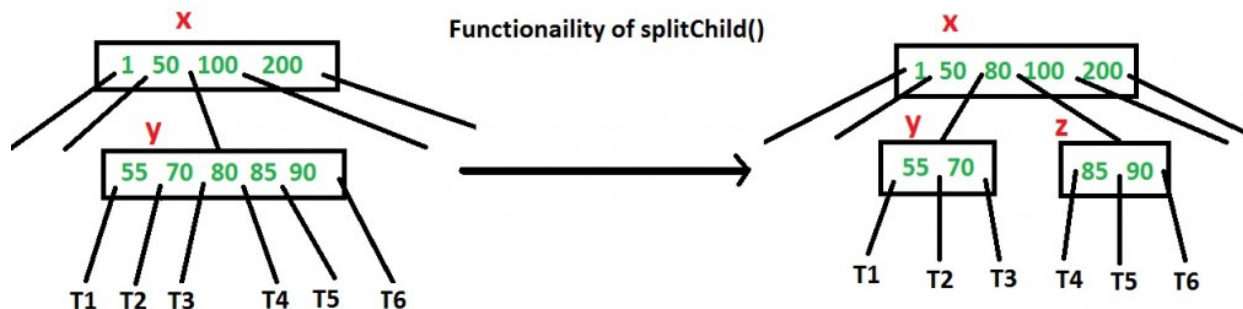 Functionaility of splitChild()
x
1 50 100 200
y
55 70 80 85 90
T1 T2 T3 T4 T5 T6
x
1 50 80 100 200
y z
55 70 85 90
T1 T2 T3 T4 T5 T6